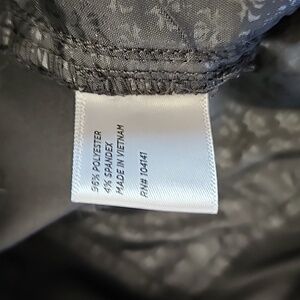 96% POLYESTER
4% SPANDEX
MADE IN VIETNAM
RN# 104141